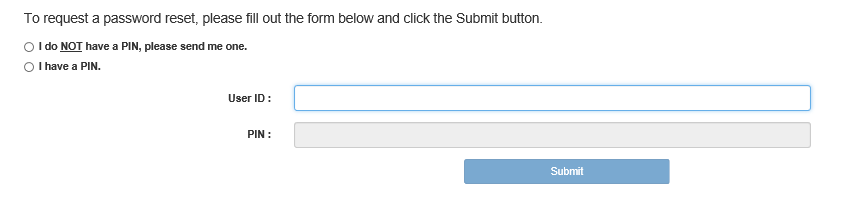 To request a password reset, please fill out the form below and click the Submit button.
I do NOT have a PIN, please send me one.
I have a PIN.
User ID :
PIN :
Submit